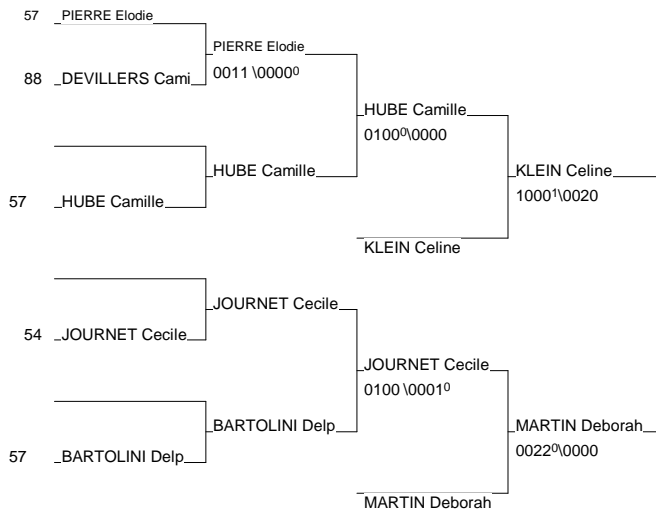 57 PIERRE Elodie
PIERRE Elodie
0011 \0000⁰
88 DEVILLERS Cami
HUBE Camille
0100⁰\0000
HUBE Camille
KLEIN Celine
1000¹\0020
57 HUBE Camille
KLEIN Celine
JOURNET Cecile
54 JOURNET Cecile
JOURNET Cecile
0100 \0001⁰
BARTOLINI Delp
MARTIN Deborah
0022⁰\0000
57 BARTOLINI Delp
MARTIN Deborah